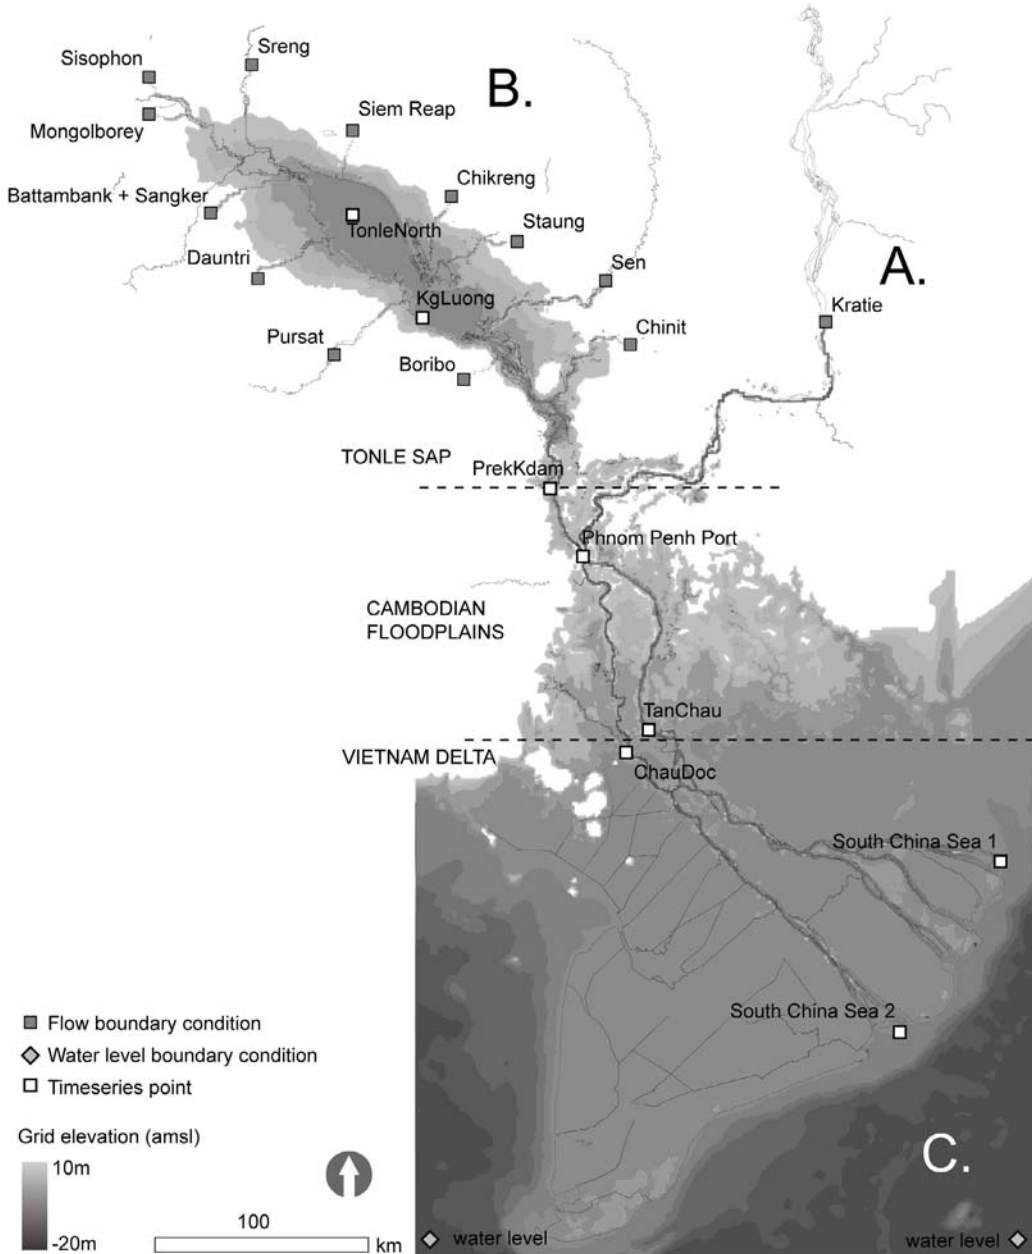 Sreng
Sisophon
B.
Siem Reap
Mongolborey
Chikreng
Battambank + Sangker
Staung
TonleNorth
A.
Dauntri
Sen
KgLuong
Kratie
Pursat
Chinit
Boribo
TONLE SAP
PrekKdam
Phnom Penh Port
CAMBODIAN
FLOODPLAINS
TanChau
VIETNAM DELTA
ChauDoc
South China Sea 1
South China Sea 2
Flow boundary condition
Water level boundary condition
Timeseries point
Grid elevation (amsl)
10m
-20m
100
km
C.
water level
water level